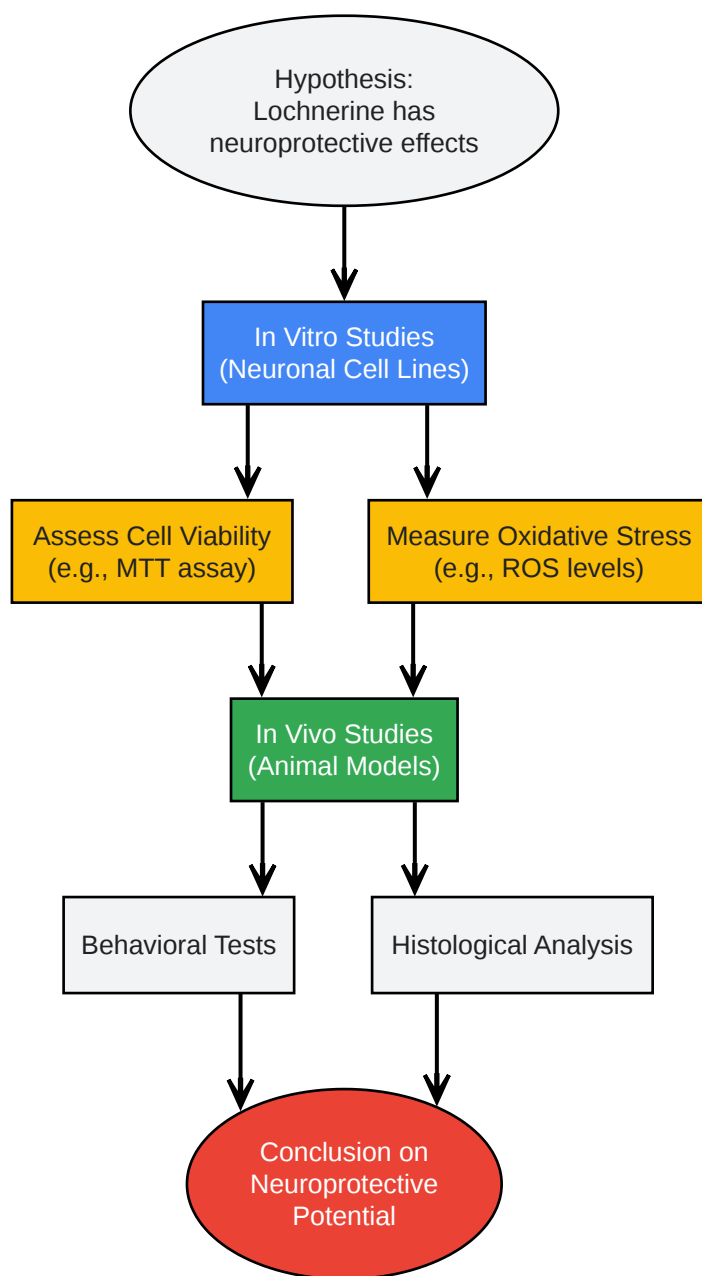 Hypothesis:
Lochnerine has
neuroprotective effects
In Vitro Studies
(Neuronal Cell Lines)
Assess Cell Viability
(e.g., MTT assay)
Measure Oxidative Stress
(e.g., ROS levels)
In Vivo Studies
(Animal Models)
Behavioral Tests
Histological Analysis
Conclusion on
Neuroprotective
Potential